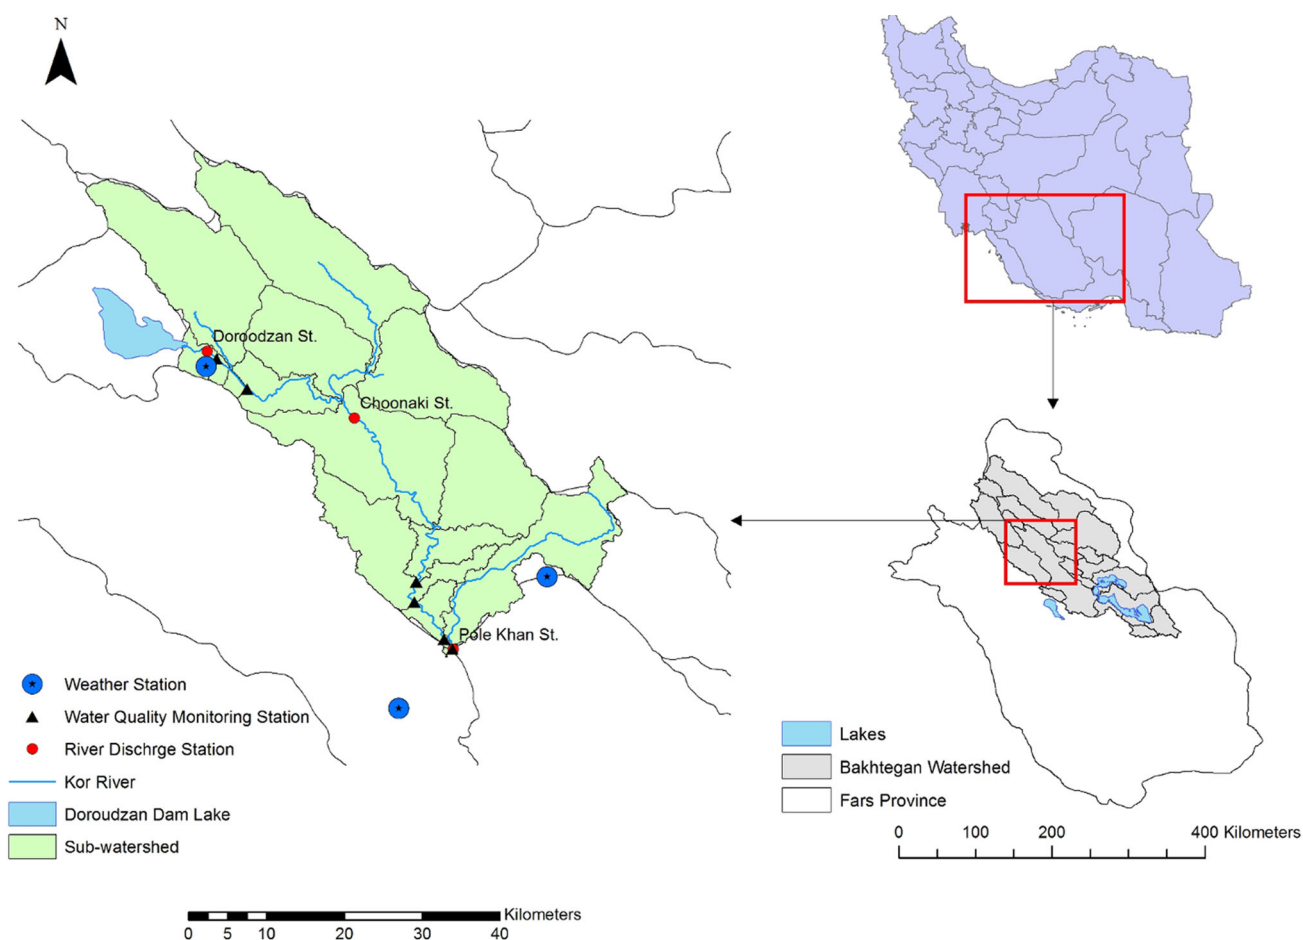 N
Doroodzan St.
Choonaki St.
Pole Khan St.
Weather Station
Water Quality Monitoring Station
River Dischrge Station
Kor River
Doroudzan Dam Lake
Sub-watershed
Kilometers
0 5 10 20 30 40
Lakes
Bakhtegan Watershed
Fars Province
0 100 200 400 Kilometers